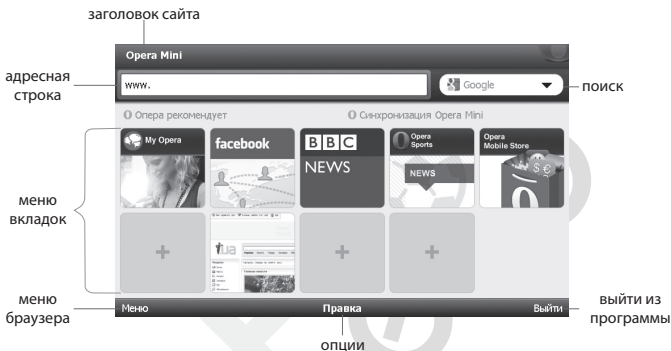 заголовок сайта
Opera Mini
адресная
строка
www.
Google
поиск
Опера рекомендует
Синхронизация Opera Mini
меню
вкладок
My Opera
facebook
BBC
NEWS
Opera
Sports
NEWS
Opera
Mobile Store
$ €
+
ua
+
+
меню
браузера
Меню
Правка
Выйти
выйти из
программы
опции